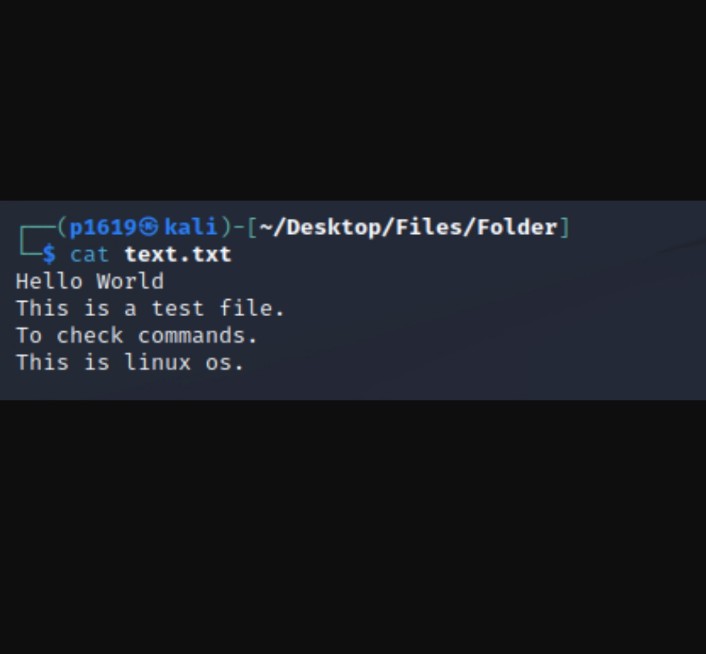 ┌──(p1619㉿kali)-[~/Desktop/Files/Folder]
└─$ cat text.txt
Hello World
This is a test file.
To check commands.
This is linux os.